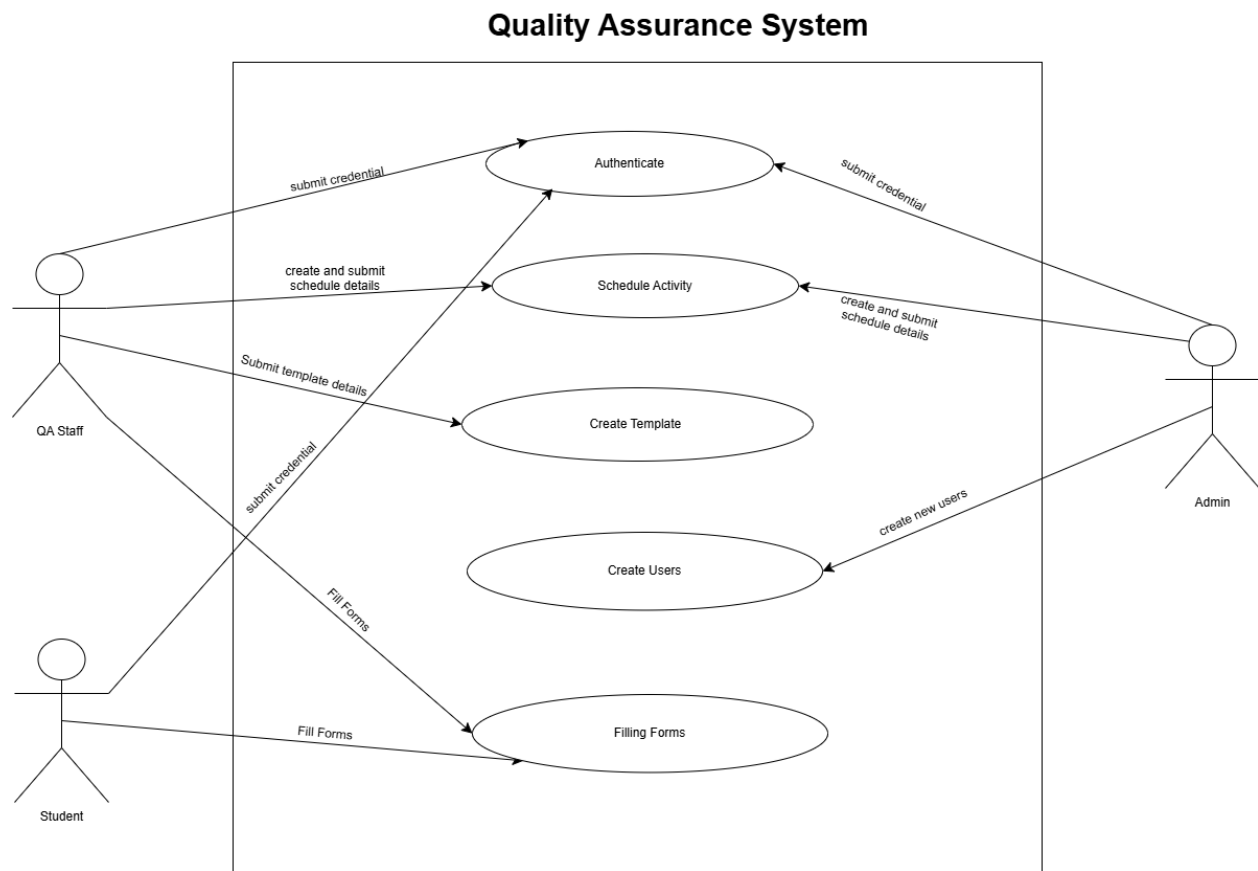 Quality Assurance System
Authenticate
submit credential
submit credential
create and submit
schedule details
Schedule Activity
create and submit
schedule details
Submit template details
Create Template
QA Staff
submit credential
Admin
create new users
Create Users
Fill Forms
Fill Forms
Filling Forms
Student